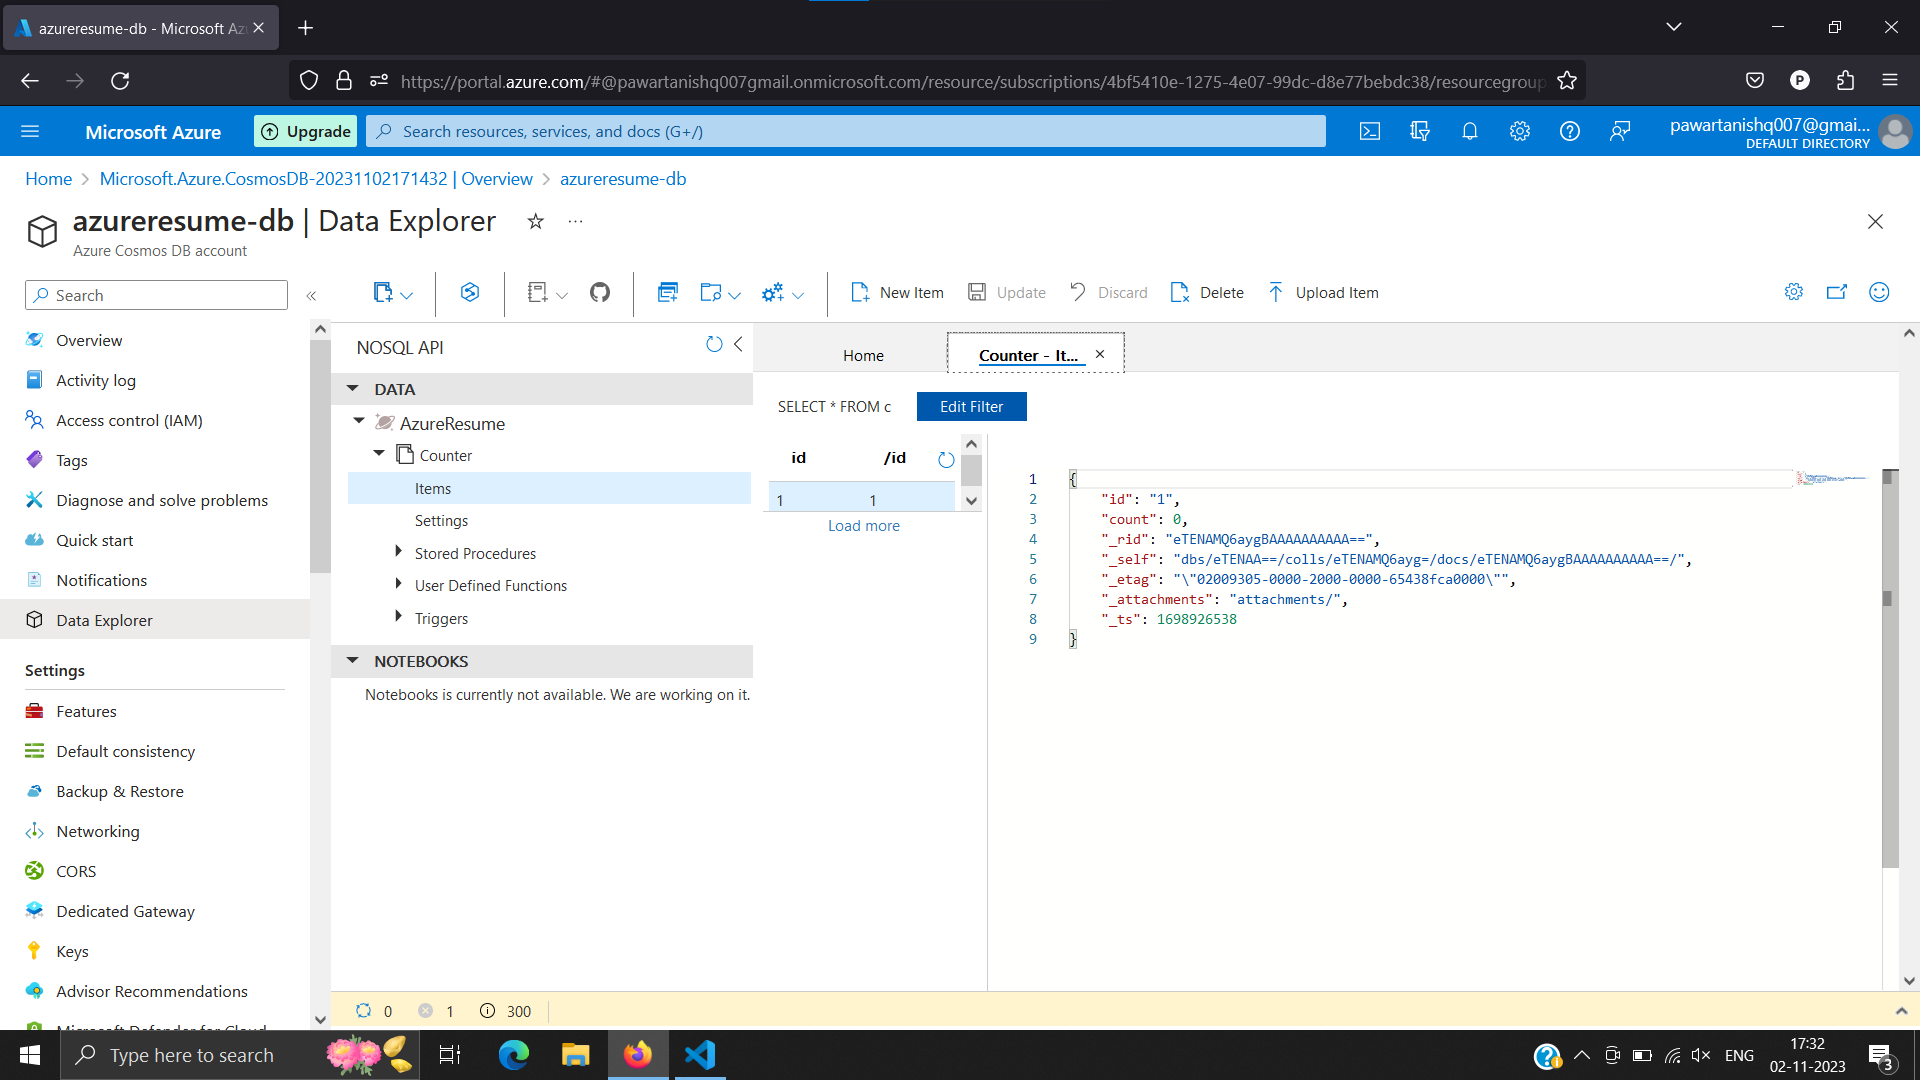 azureresume-db - Microsoft Az
https://portal.azure.com/#@pawartanishq007gmail.onmicrosoft.com/resource/subscriptions/4bf5410e-1275-4e07-99dc-d8e77bebdc38/resourcegroup
P
Microsoft Azure
Upgrade
Search resources, services, and docs (G+/)
pawartanishq007@gmai...
DEFAULT DIRECTORY
Home > Microsoft.Azure.CosmosDB-20231102171432 | Overview > azureresume-db
azureresume-db | Data Explorer
Azure Cosmos DB account
Search
New Item
Update
Discard
Delete
Upload Item
Overview
Activity log
Access control (IAM)
Tags
Diagnose and solve problems
Quick start
Notifications
Data Explorer
Settings
Features
Default consistency
Backup & Restore
Networking
CORS
Dedicated Gateway
Keys
Advisor Recommendations
Microsoft Defender for Cloud
NOSQL API
DATA
AzureResume
Counter
Items
Settings
Stored Procedures
User Defined Functions
Triggers
NOTEBOOKS
Notebooks is currently not available. We are working on it.
Home
Counter - It...
SELECT * FROM c
Edit Filter
id /id
1 1
Load more
1 {
2 "id": "1",
3 "count": 0,
4 "_rid": "eTENAMQ6aygBAAAAAAAAAA==",
5 "_self": "dbs/eTENAA==/colls/eTENAMQ6ayg=/docs/eTENAMQ6aygBAAAAAAAAAA==/",
6 "_etag": "\"02009305-0000-2000-0000-65438fca0000\"",
7 "_attachments": "attachments/",
8 "_ts": 1698926538
9 }
0 1 300
Type here to search
ENG
17:32
02-11-2023
3